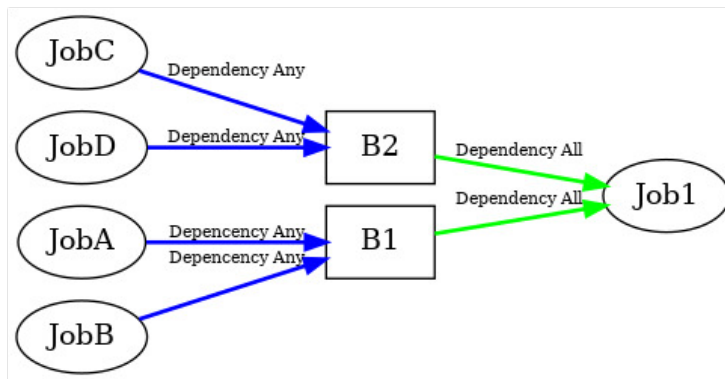 JobC
Dependency Any
JobD
Dependency Any
B2
Dependency All
Job1
JobA
Depencency Any
B1
Dependency All
Depencency Any
JobB